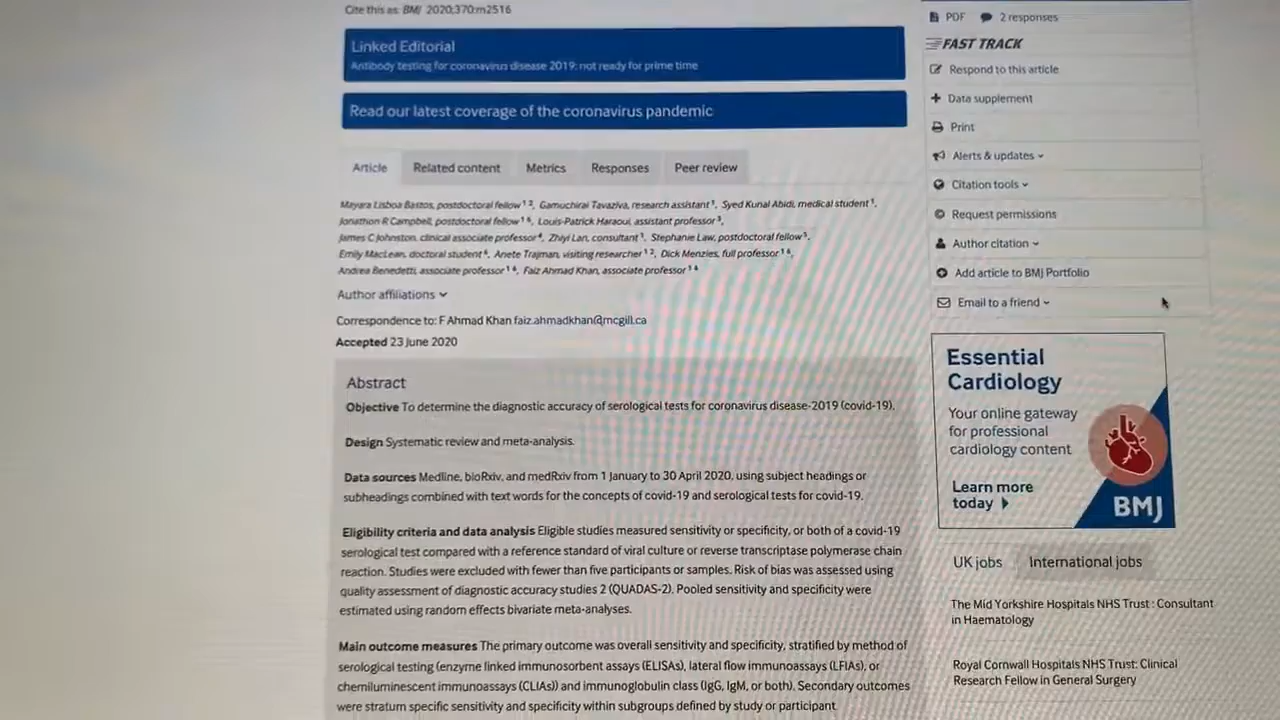 Cite this as: BMJ 2020;370:m2516
Linked Editorial
Antibody testing for coronavirus disease 2019: not ready for prime time
Read our latest coverage of the coronavirus pandemic
Article
Related content
Metrics
Responses
Peer review
Mayara Lisboa Bastos, postdoctoral fellow 1 2, Gamuchirai Tavaziva, research assistant 1, Syed Kunal Abidi, medical student 1,
Jonathon R Campbell, postdoctoral fellow 1 6, Louis-Patrick Haraoui, assistant professor 3,
James C Johnston, clinical associate professor 4, Zhiyi Lan, consultant 1, Stephanie Law, postdoctoral fellow 5,
Emily MacLean, doctoral student 6, Anete Trajman, visiting researcher 1 2, Dick Menzies, full professor 1 6,
Andrea Benedetti, associate professor 1 6, Faiz Ahmad Khan, associate professor 1 6
Author affiliations
Correspondence to: F Ahmad Khan faiz.ahmadkhan@mcgill.ca
Accepted 23 June 2020
Abstract
Objective To determine the diagnostic accuracy of serological tests for coronavirus disease-2019 (covid-19).
Design Systematic review and meta-analysis.
Data sources Medline, bioRxiv, and medRxiv from 1 January to 30 April 2020, using subject headings or
subheadings combined with text words for the concepts of covid-19 and serological tests for covid-19.
Eligibility criteria and data analysis Eligible studies measured sensitivity or specificity, or both of a covid-19
serological test compared with a reference standard of viral culture or reverse transcriptase polymerase chain
reaction. Studies were excluded with fewer than five participants or samples. Risk of bias was assessed using
quality assessment of diagnostic accuracy studies 2 (QUADAS-2). Pooled sensitivity and specificity were
estimated using random effects bivariate meta-analyses.
Main outcome measures The primary outcome was overall sensitivity and specificity, stratified by method of
serological testing (enzyme linked immunosorbent assays (ELISAs), lateral flow immunoassays (LFIAs), or
chemiluminescent immunoassays (CLIAs)) and immunoglobulin class (IgG, IgM, or both). Secondary outcomes
were stratum specific sensitivity and specificity within subgroups defined by study or participant
PDF
2 responses
FAST TRACK
Respond to this article
Data supplement
Print
Alerts & updates
Citation tools
Request permissions
Author citation
Add article to BMJ Portfolio
Email to a friend
Essential
Cardiology
Your online gateway
for professional
cardiology content
Learn more
today
BMJ
UK jobs
International jobs
The Mid Yorkshire Hospitals NHS Trust : Consultant
in Haematology
Royal Cornwall Hospitals NHS Trust: Clinical
Research Fellow in General Surgery